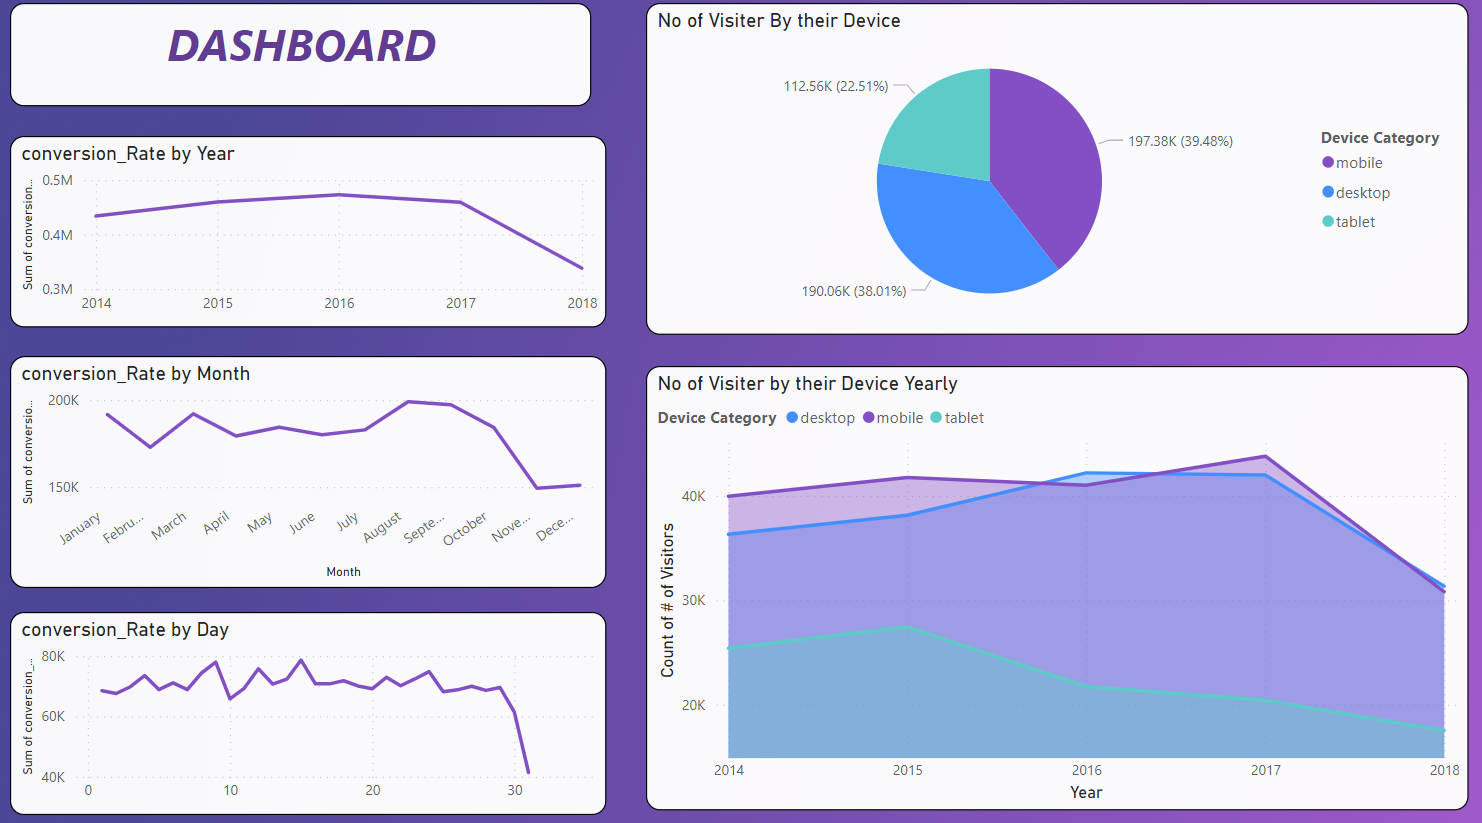 DASHBOARD
conversion_Rate by Year
Sum of conversion...
0.5M
0.4M
0.3M
2014 2015 2016 2017 2018
conversion_Rate by Month
Sum of conversio...
200K
150K
January Febru... March April May June July August Septe... October Nove... Dece...
Month
conversion_Rate by Day
Sum of conversion_...
80K
60K
40K
0 10 20 30
No of Visiter By their Device
112.56K (22.51%)
197.38K (39.48%)
190.06K (38.01%)
Device Category
mobile
desktop
tablet
No of Visiter by their Device Yearly
Device Category desktop mobile tablet
Count of # of Visitors
40K
30K
20K
2014 2015 2016 2017 2018
Year